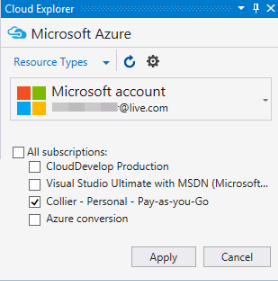 Cloud Explorer
Microsoft Azure
Resource Types
Microsoft account
@live.com
All subscriptions:
CloudDevelop Production
Visual Studio Ultimate with MSDN (Microsoft...
Collier - Personal - Pay-as-you-Go
Azure conversion
Apply Cancel